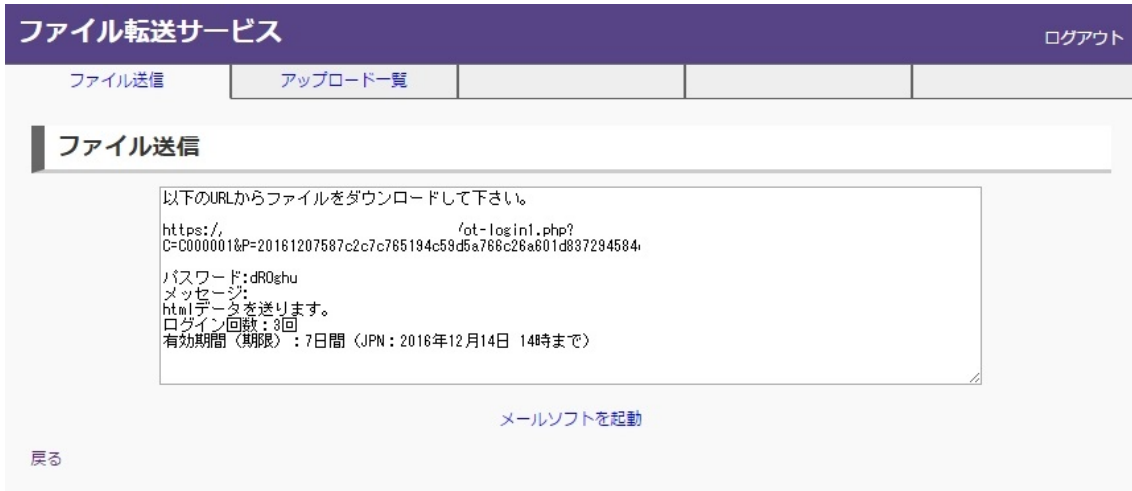 ファイル転送サービス
ログアウト
ファイル送信
アップロード一覧
ファイル送信
以下のURLからファイルをダウンロードして下さい。
https:/, /ot-login1.php?
C=C000001&P=20161207587c2c7c765194c59d5a766c26a601d837294584
パスワード:dR0ghu
メッセージ:
htmlデータを送ります。
ログイン回数:3回
有効期間(期限):7日間(JPN:2016年12月14日 14時まで)
メールソフトを起動
戻る